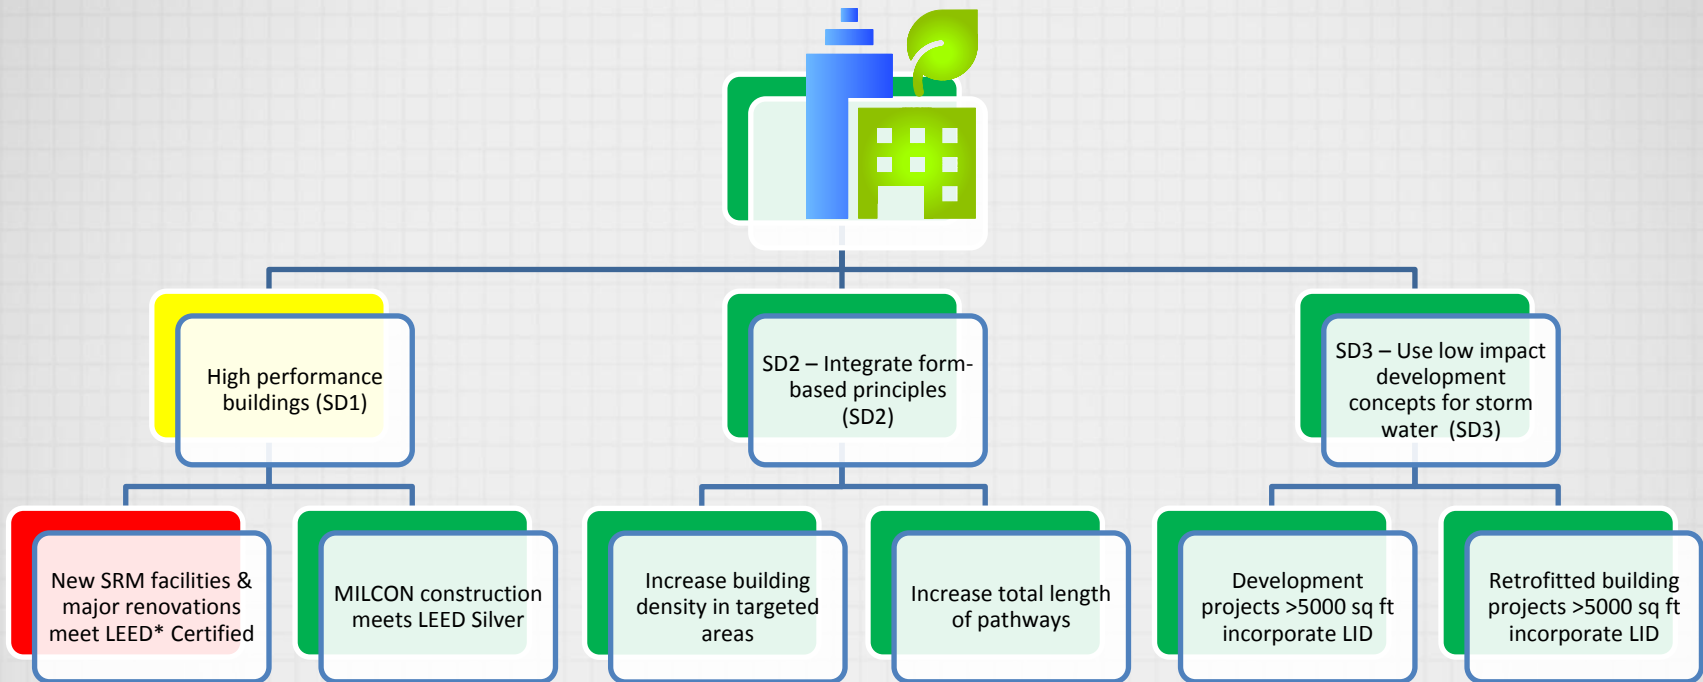 High performance
buildings (SD1)
SD2 – Integrate form-
based principles
(SD2)
SD3 – Use low impact
development
concepts for storm
water  (SD3)
New SRM facilities &
major renovations
meet LEED* Certified
MILCON construction
meets LEED Silver
Increase building
density in targeted
areas
Increase total length
of pathways
Development
projects >5000 sq ft
incorporate LID
Retrofitted building
projects >5000 sq ft
incorporate LID